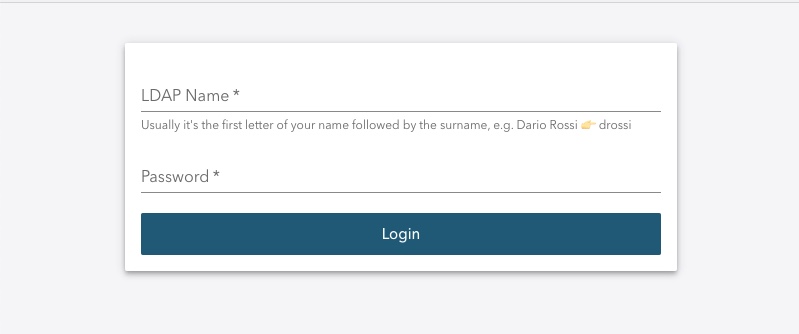 LDAP Name *
Usually it's the first letter of your name followed by the surname, e.g. Dario Rossi 👉 drossi
Password *
Login